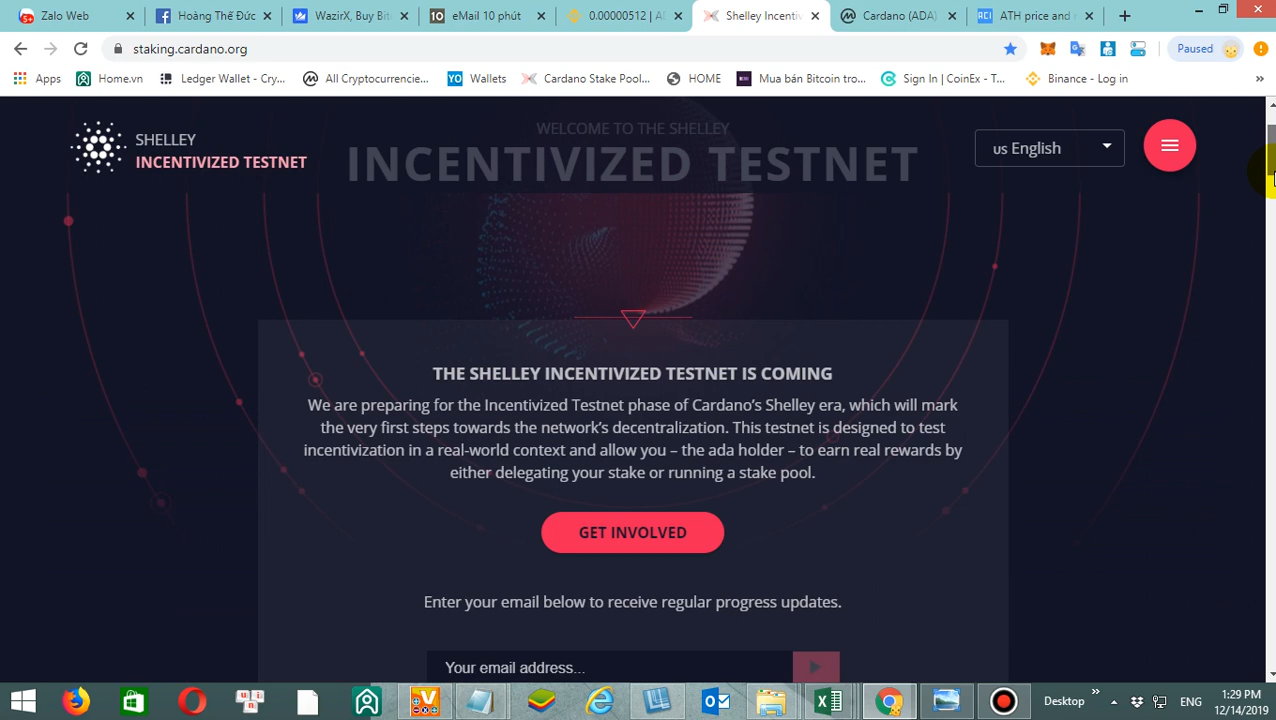 Zalo Web
Hoàng Thế Đức
WazirX, Buy Bit
10 eMail 10 phút
0.00000512 | AD
Shelley Incentiv
Cardano (ADA)
ACI ATH price and
staking.cardano.org
Paused
Apps
Home.vn
Ledger Wallet - Cry...
All Cryptocurrencie...
YO Wallets
Cardano Stake Pool...
HOME
Mua bán Bitcoin tro...
Sign In | CoinEx - T...
Binance - Log in
»
WELCOME TO THE SHELLEY
INCENTIVIZED TESTNET
SHELLEY
INCENTIVIZED TESTNET
us English
THE SHELLEY INCENTIVIZED TESTNET IS COMING
We are preparing for the Incentivized Testnet phase of Cardano's Shelley era, which will mark
the very first steps towards the network's decentralization. This testnet is designed to test
incentivization in a real-world context and allow you – the ada holder – to earn real rewards by
either delegating your stake or running a stake pool.
GET INVOLVED
Enter your email below to receive regular progress updates.
Your email address...
Desktop
»
ENG
1:29 PM
12/14/2019